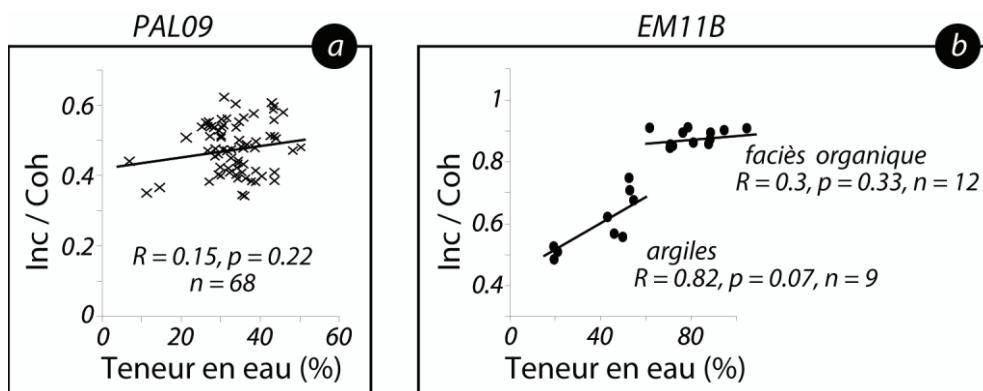 PAL09
a
Inc / Coh
0.6
0.4
0.2
0
R = 0.15, p = 0.22
n = 68
0
20
40
60
Teneur en eau (%)
EM11B
b
Inc / Coh
1
0.8
0.6
0.4
faciès organique
R = 0.3, p = 0.33, n = 12
argiles
R = 0.82, p = 0.07, n = 9
0
40
80
Teneur en eau (%)